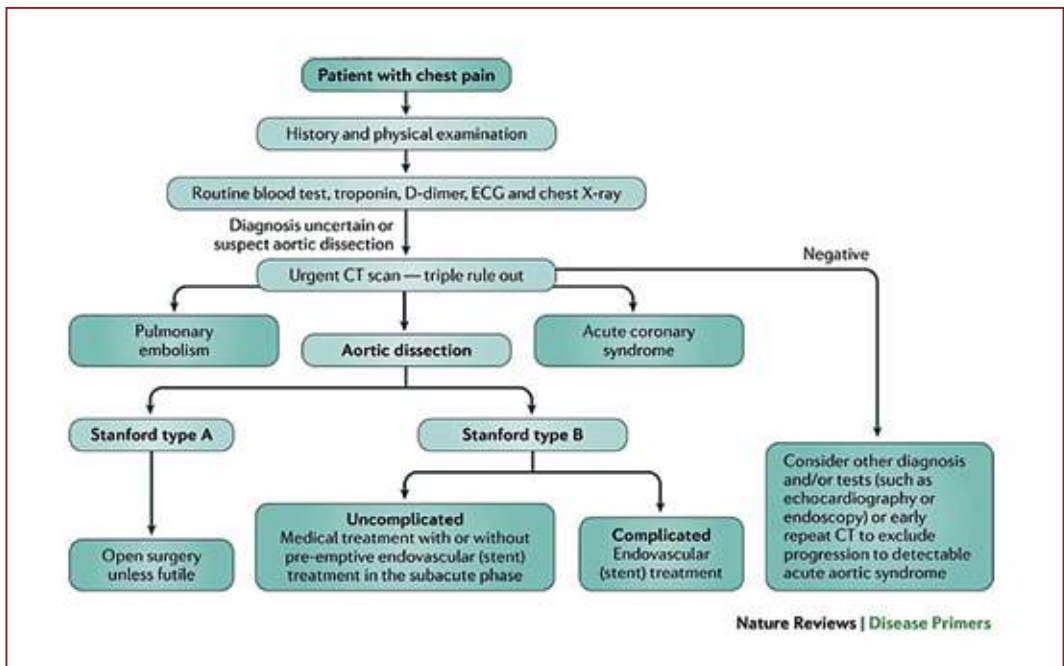 Patient with chest pain
History and physical examination
Routine blood test, troponin, D-dimer, ECG and chest X-ray
Diagnosis uncertain or
suspect aortic dissection
Negative
Urgent CT scan — triple rule out
Pulmonary
embolism
Aortic dissection
Acute coronary
syndrome
Stanford type A
Stanford type B
Open surgery
unless futile
Uncomplicated
Medical treatment with or without
pre-emptive endovascular (stent)
treatment in the subacute phase
Complicated
Endovascular
(stent) treatment
Consider other diagnosis
and/or tests (such as
echocardiography or
endoscopy) or early
repeat CT to exclude
progression to detectable
acute aortic syndrome
Nature Reviews | Disease Primers